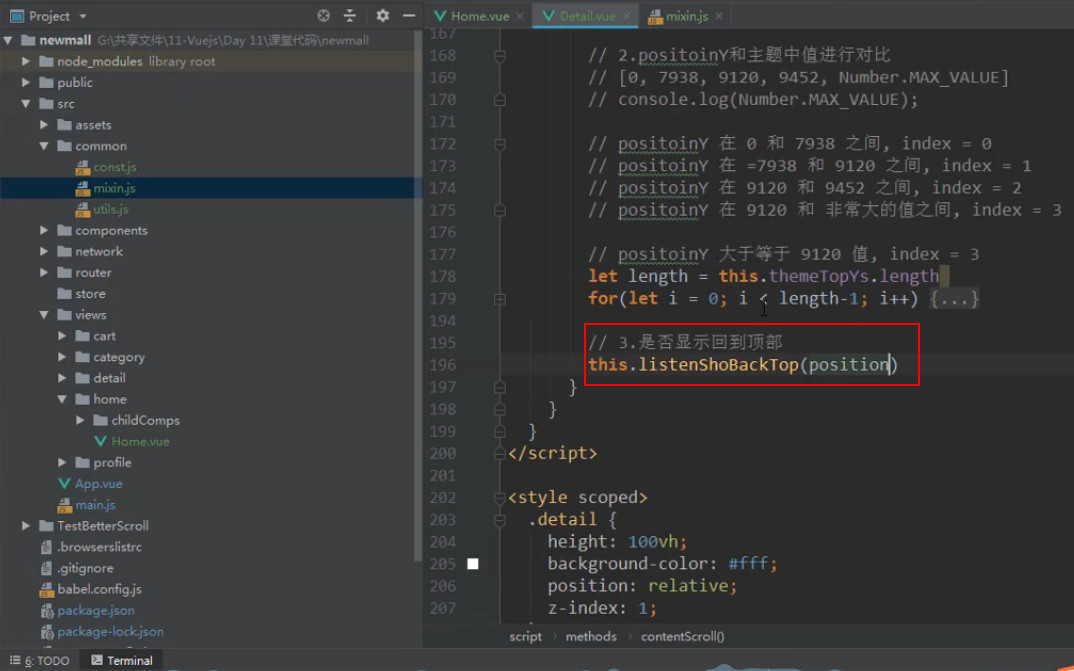 Project
newmall G:\共享文件\11-Vuejs\Day 11\课堂代码\newmall
node_modules library root
public
src
assets
common
const.js
mixin.js
utils.js
components
network
router
store
views
cart
category
detail
home
childComps
Home.vue
profile
App.vue
main.js
TestBetterScroll
.browserslistrc
.gitignore
babel.config.js
package.json
package-lock.json
6: TODO
Terminal
Home.vue
Detail.vue
mixin.js
167
168 // 2.positoinY和主题中值进行对比
169 // [0, 7938, 9120, 9452, Number.MAX_VALUE]
170 // console.log(Number.MAX_VALUE);
171
172 // positoinY 在 0 和 7938 之间, index = 0
173 // positoinY 在 =7938 和 9120 之间, index = 1
174 // positoinY 在 9120 和 9452 之间, index = 2
175 // positoinY 在 9120 和 非常大的值之间, index = 3
176
177 // positoinY 大于等于 9120 值, index = 3
178 let length = this.themeTopYs.length
179 for(let i = 0; i < length-1; i++) {...}
194
195 // 3.是否显示回到顶部
196 this.listenShoBackTop(position)
197 }
198 }
199 }
200 </script>
201
202 <style scoped>
203 .detail {
204 height: 100vh;
205 background-color: #fff;
206 position: relative;
207 z-index: 1;
script › methods › contentScroll()